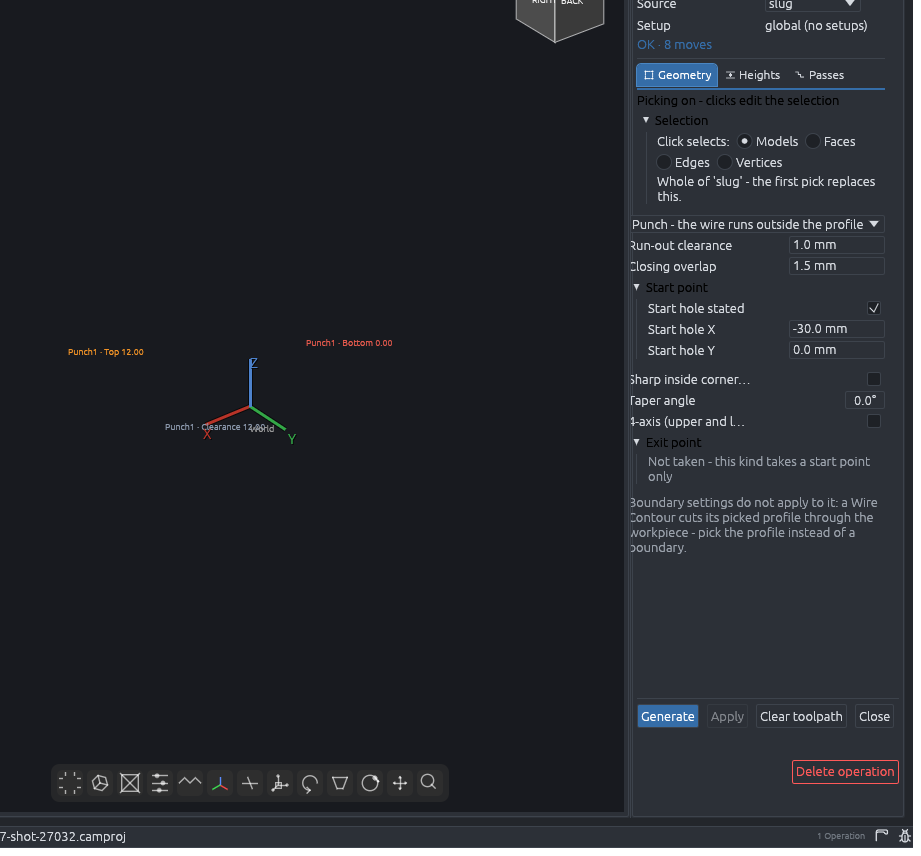 RIGHT BACK
Source slug
Setup global (no setups)
OK · 8 moves
Geometry Heights Passes
Picking on - clicks edit the selection
Selection
Click selects: Models Faces
Edges Vertices
Whole of 'slug' - the first pick replaces
this.
Punch - the wire runs outside the profile
Run-out clearance 1.0 mm
Closing overlap 1.5 mm
Start point
Start hole stated
Start hole X -30.0 mm
Start hole Y 0.0 mm
Sharp inside corner…
Taper angle 0.0°
4-axis (upper and l…
Exit point
Not taken - this kind takes a start point
only
Boundary settings do not apply to it: a Wire
Contour cuts its picked profile through the
workpiece - pick the profile instead of a
boundary.
Punch1 - Top 12.00
Punch1 - Bottom 0.00
Z
Punch1 - Clearance 12.00
World
X
Y
Generate Apply Clear toolpath Close
Delete operation
7-shot-27032.camproj
1 Operation